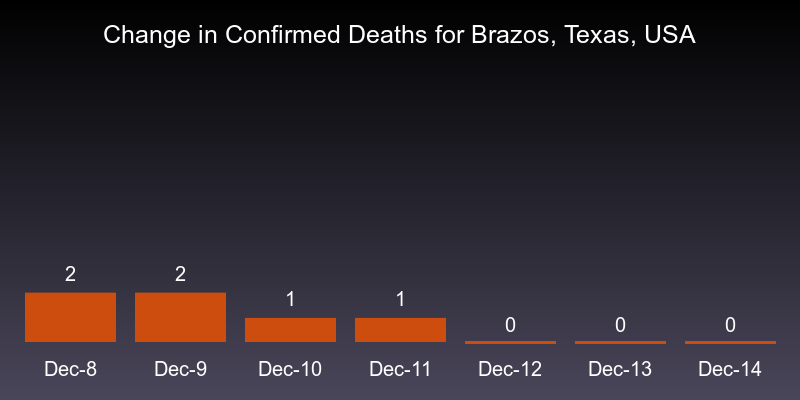 Change in Confirmed Deaths for Brazos, Texas, USA
2 2 1 1 0 0 0
Dec-8 Dec-9 Dec-10 Dec-11 Dec-12 Dec-13 Dec-14